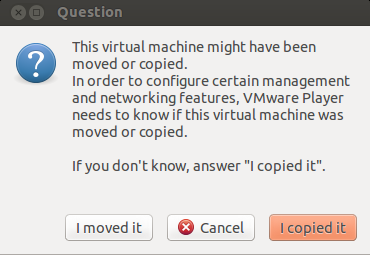 Question
This virtual machine might have been
moved or copied.
In order to configure certain management
and networking features, VMware Player
needs to know if this virtual machine was
moved or copied.
If you don't know, answer "I copied it".
I moved it
Cancel
I copied it